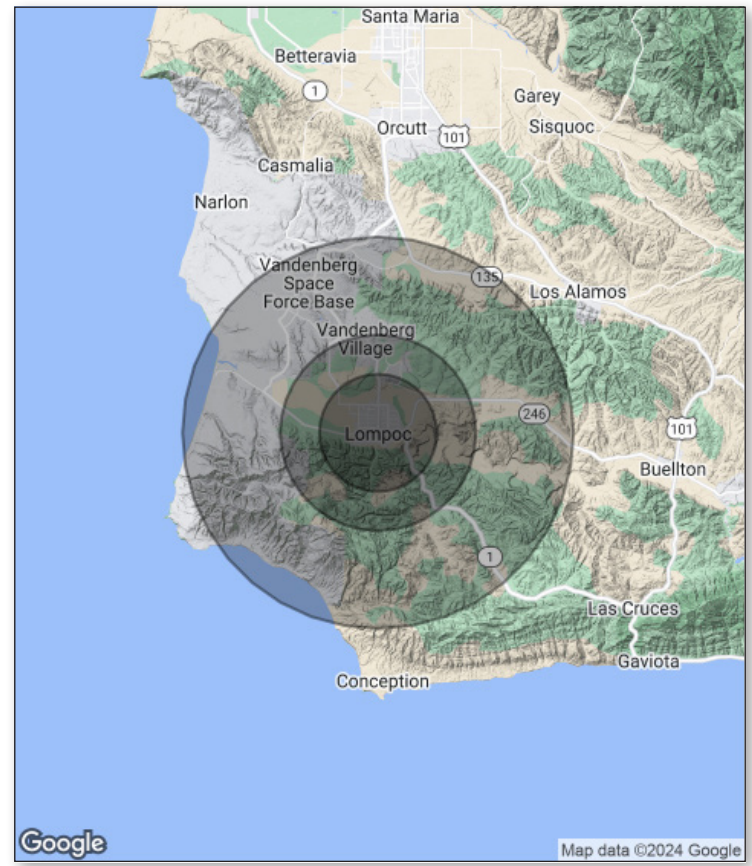 Santa Maria
Betteravia
1
Garey
Orcutt
101
Sisquoc
Casmalia
Narlon
Vandenberg
Space
Force Base
135
Los Alamos
Vandenberg
Village
246
Lompoc
101
Buellton
1
Las Cruces
Gaviota
Conception
Google
Map data ©2024 Google